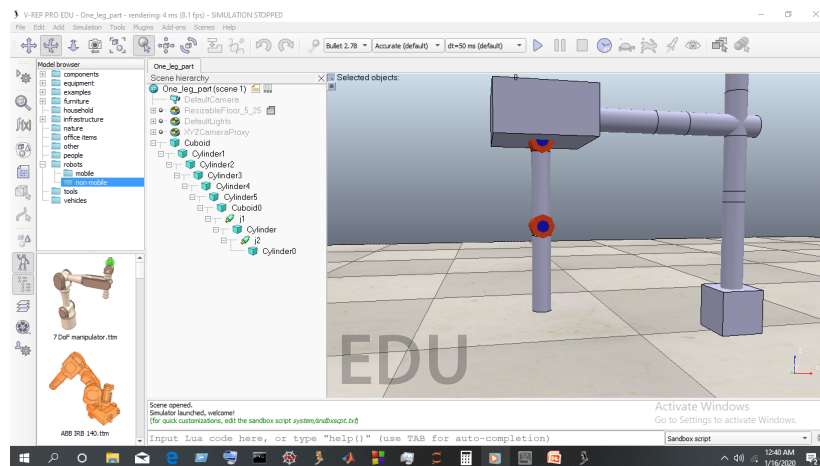 V-REP PRO EDU - One_leg_part - rendering: 4 ms (8.1 fps) - SIMULATION STOPPED
File Edit Add Simulation Tools Plugins Add-ons Scenes Help
Bullet 2.78 Accurate (default) dt=50 ms (default)
Model browser
components
equipment
examples
furniture
household
infrastructure
nature
office items
other
people
robots
mobile
non-mobile
tools
vehicles
7 DoF manipulator.ttm
ABB IRB 140.ttm
One_leg_part
Scene hierarchy
One_leg_part (scene 1)
DefaultCamera
ResizableFloor_5_25
DefaultLights
XYZCameraProxy
Cuboid
Cylinder1
Cylinder2
Cylinder3
Cylinder4
Cylinder5
Cuboid0
j1
Cylinder
j2
Cylinder0
Selected objects:
0
EDU
Scene opened.
Simulator launched, welcome!
(for quick customizations, edit the sandbox script system/sndbxscpt.txt)
Activate Windows
Go to Settings to activate Windows.
Input Lua code here, or type "help()" (use TAB for auto-completion)
Sandbox script
12:40 AM
1/16/2020